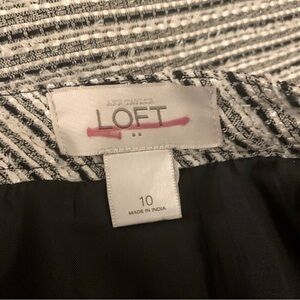 ANN TAYLOR
LOFT
10
MADE IN INDIA